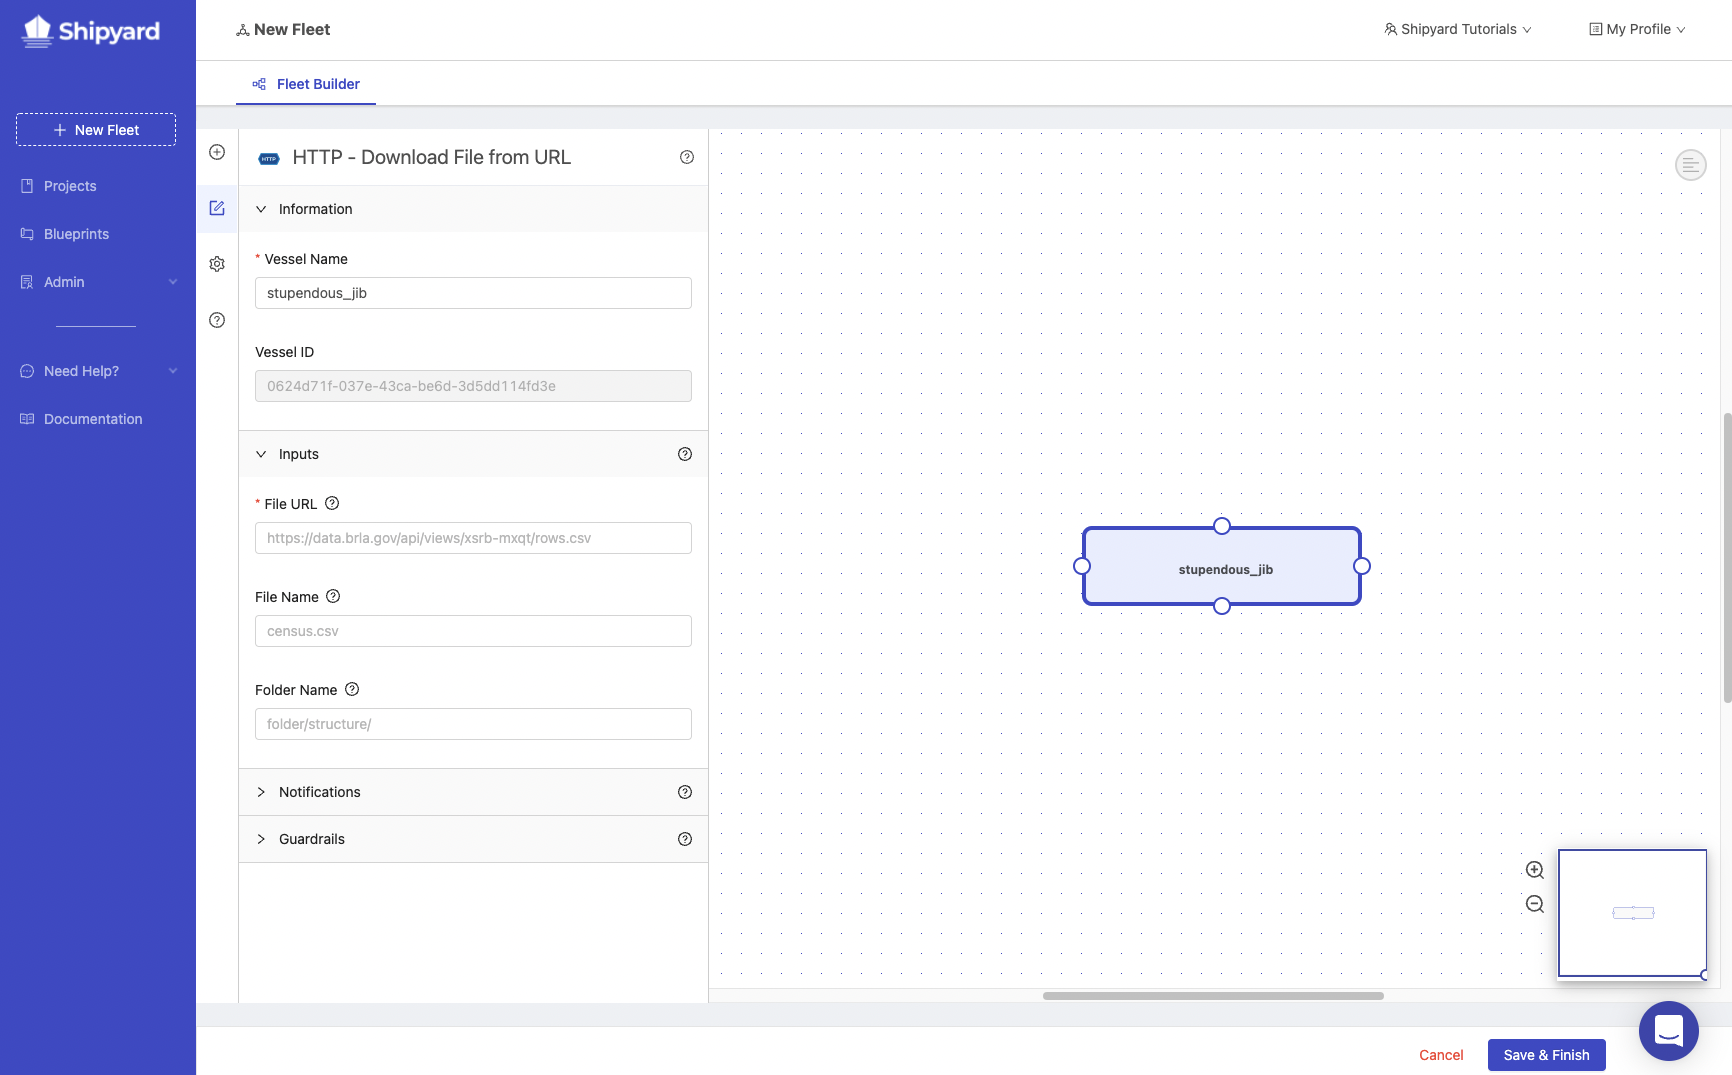 Shipyard
New Fleet
Shipyard Tutorials
My Profile
Fleet Builder
New Fleet
Projects
Blueprints
Admin
Need Help?
Documentation
HTTP
HTTP - Download File from URL
Information
* Vessel Name
stupendous_jib
Vessel ID
0624d71f-037e-43ca-be6d-3d5dd114fd3e
Inputs
* File URL
https://data.brla.gov/api/views/xsrb-mxqt/rows.csv
File Name
census.csv
Folder Name
folder/structure/
Notifications
Guardrails
stupendous_jib
Cancel
Save & Finish